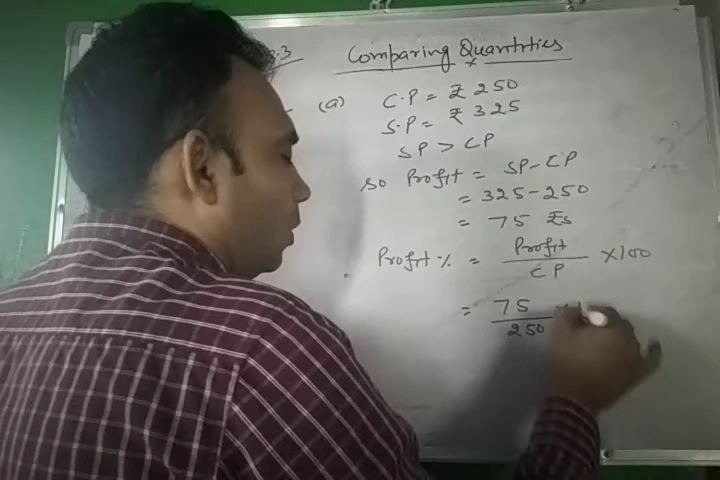 .3 Comparing Quantities
(a) C.P = ₹ 250
S.P = ₹ 325
SP > CP
so Profit = SP - CP
= 325 - 250
= 75 ₹s
Profit % = Profit / CP × 100
= 75 / 250